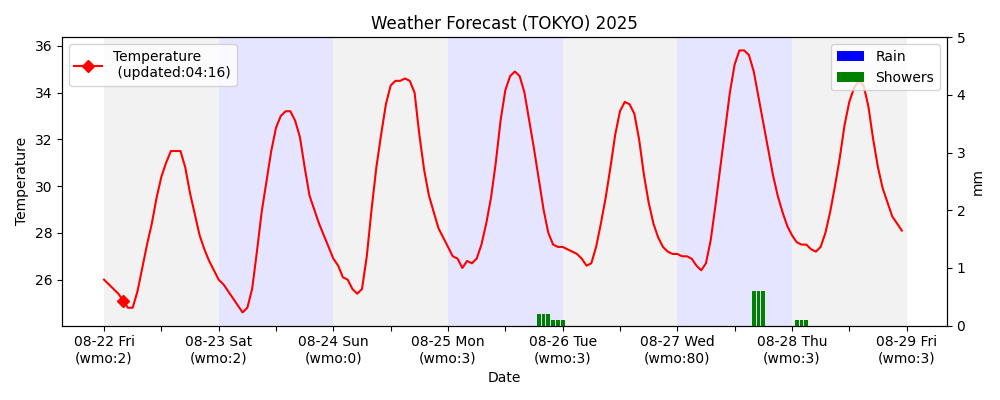 Weather Forecast (TOKYO) 2025
Temperature
(updated:04:16)
Rain
Showers
36
34
32
30
28
26
Temperature
5
4
3
2
1
0
mm
08-22 Fri
(wmo:2)
08-23 Sat
(wmo:2)
08-24 Sun
(wmo:0)
08-25 Mon
(wmo:3)
08-26 Tue
(wmo:3)
08-27 Wed
(wmo:80)
08-28 Thu
(wmo:3)
08-29 Fri
(wmo:3)
Date